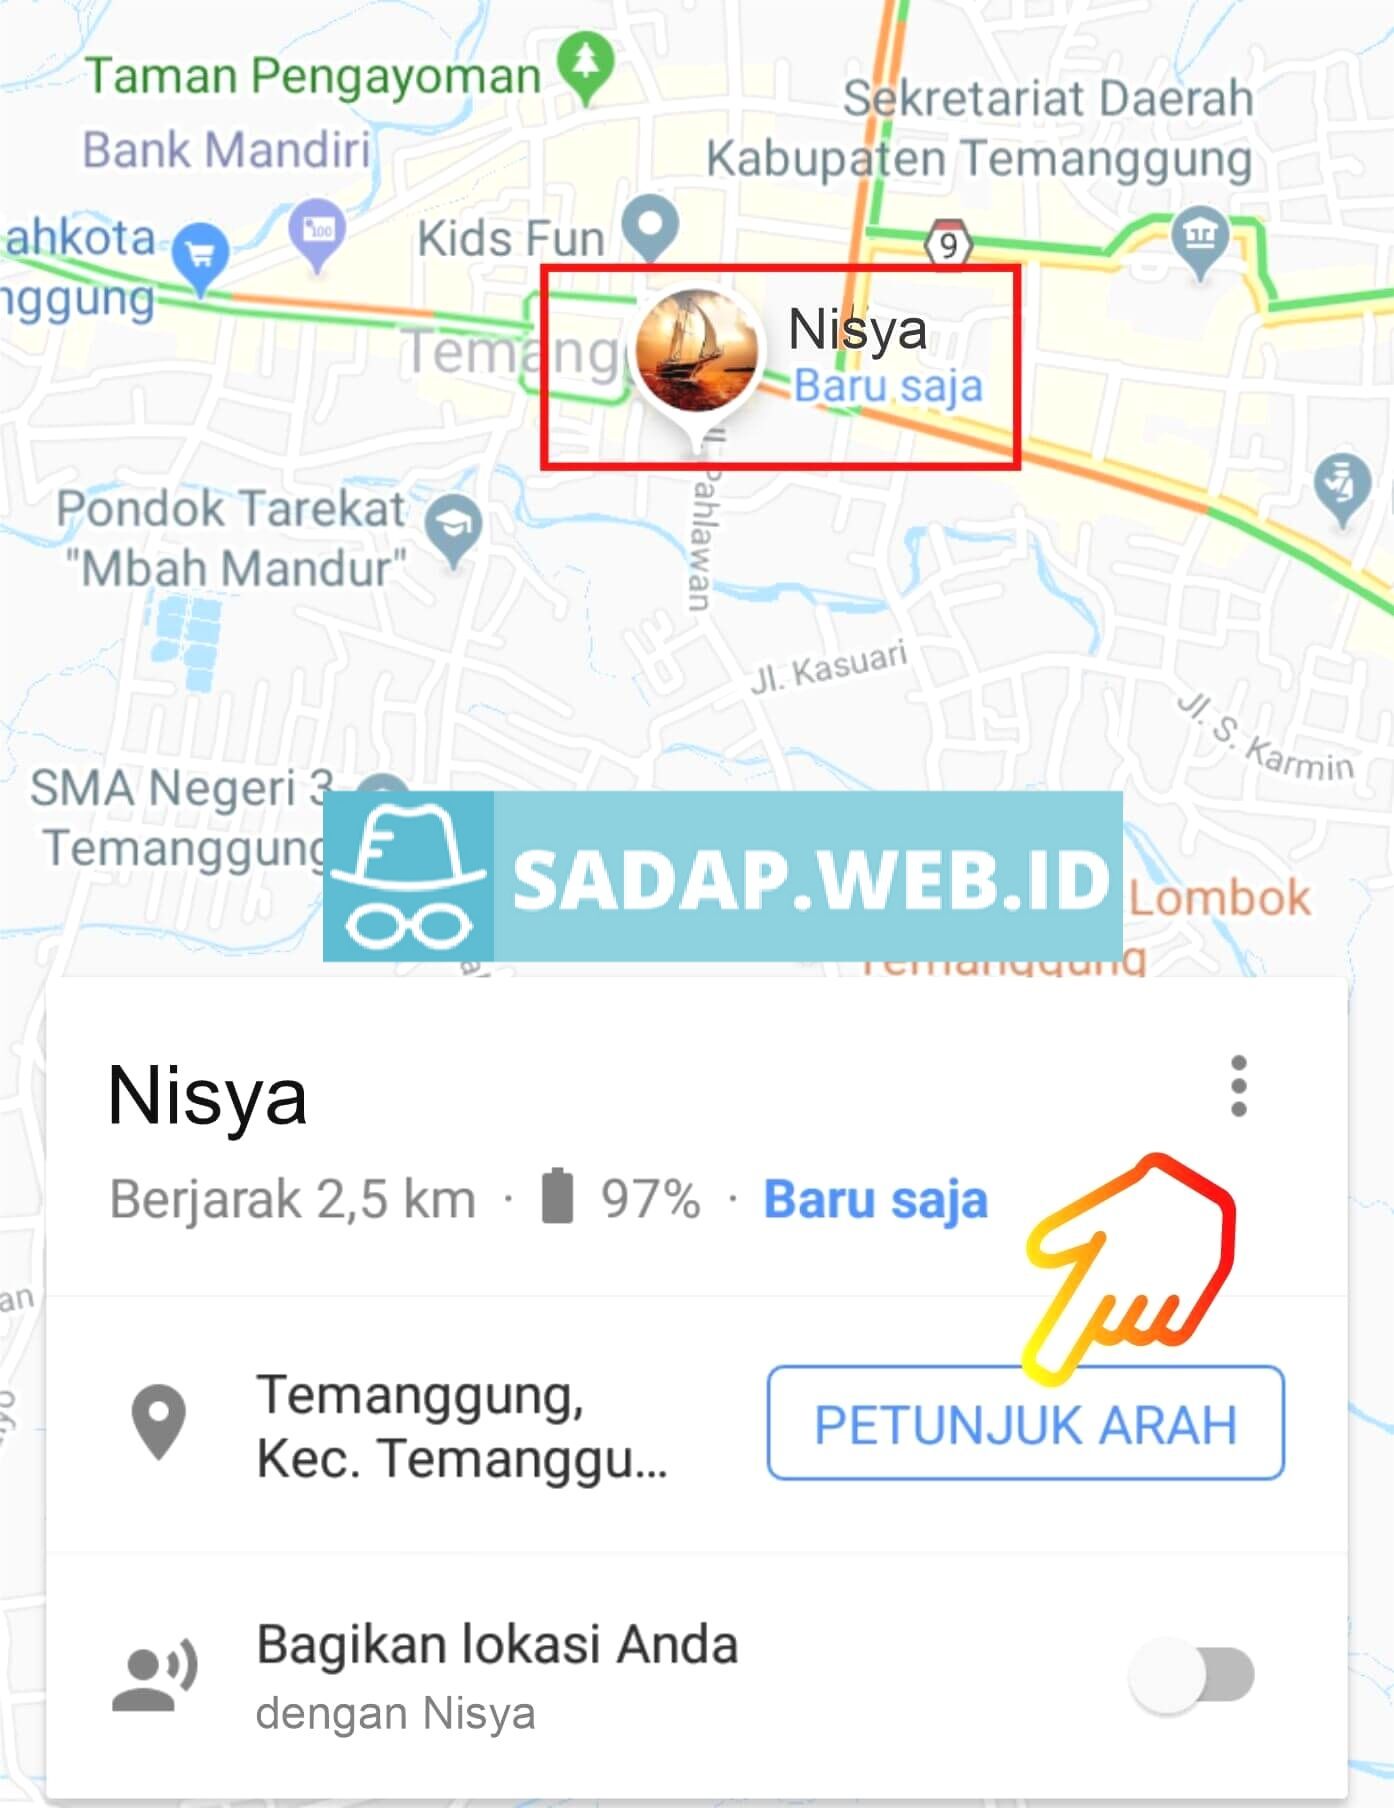 Taman Pengayoman
Bank Mandiri
Sekretariat Daerah
Kabupaten Temanggung
ahkota
nggung
100
Kids Fun
9
Temang
Nisya
Baru saja
Jl. Pahlawan
Pondok Tarekat
"Mbah Mandur"
Jl. Kasuari
Jl. S. Karmin
SMA Negeri 3
Temanggung
SADAP.WEB.ID
Lombok
Temanggung
Nisya
Berjarak 2,5 km · 97% · Baru saja
an
Temanggung,
Kec. Temanggu...
PETUNJUK ARAH
Bagikan lokasi Anda
dengan Nisya